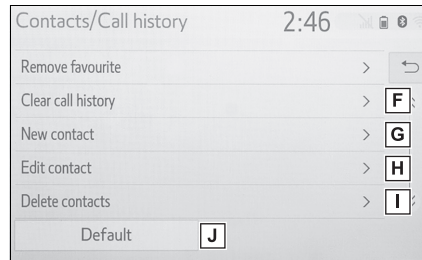 Contacts/Call history 2:46
Remove favourite
Clear call history F
New contact G
Edit contact H
Delete contacts I
Default J